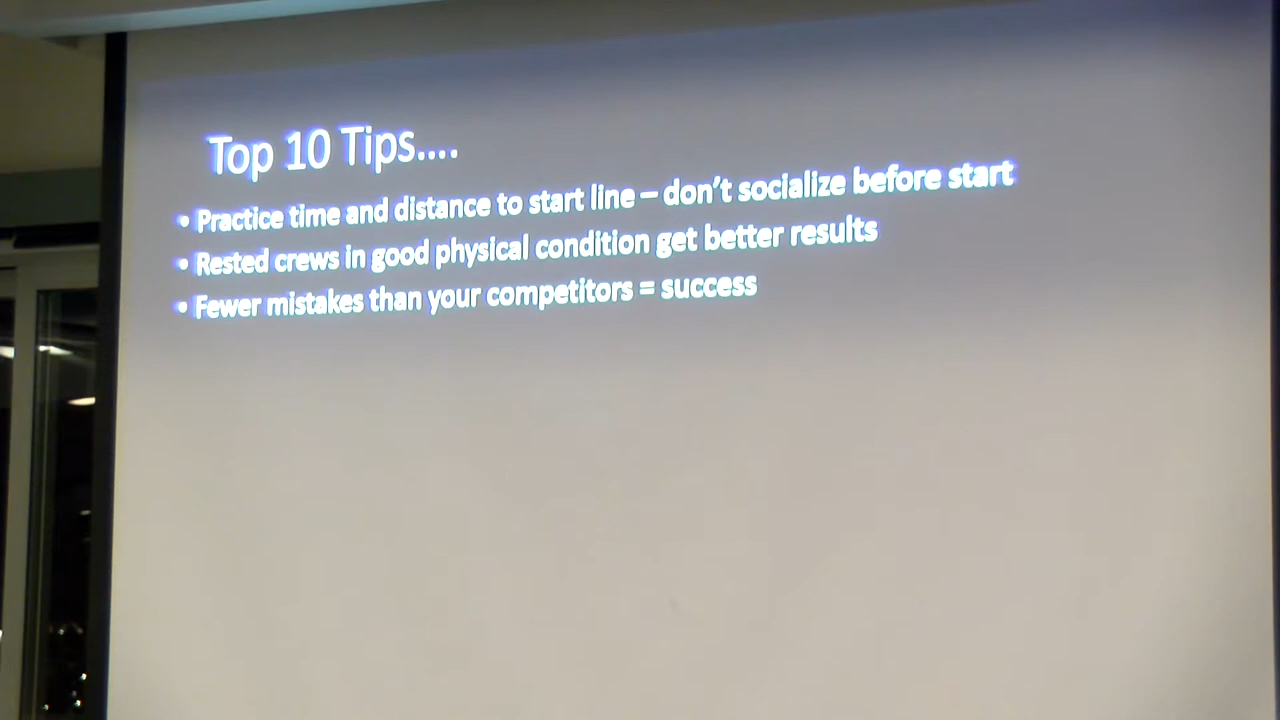 Top 10 Tips....
• Practice time and distance to start line – don't socialize before start
• Rested crews in good physical condition get better results
• Fewer mistakes than your competitors = success